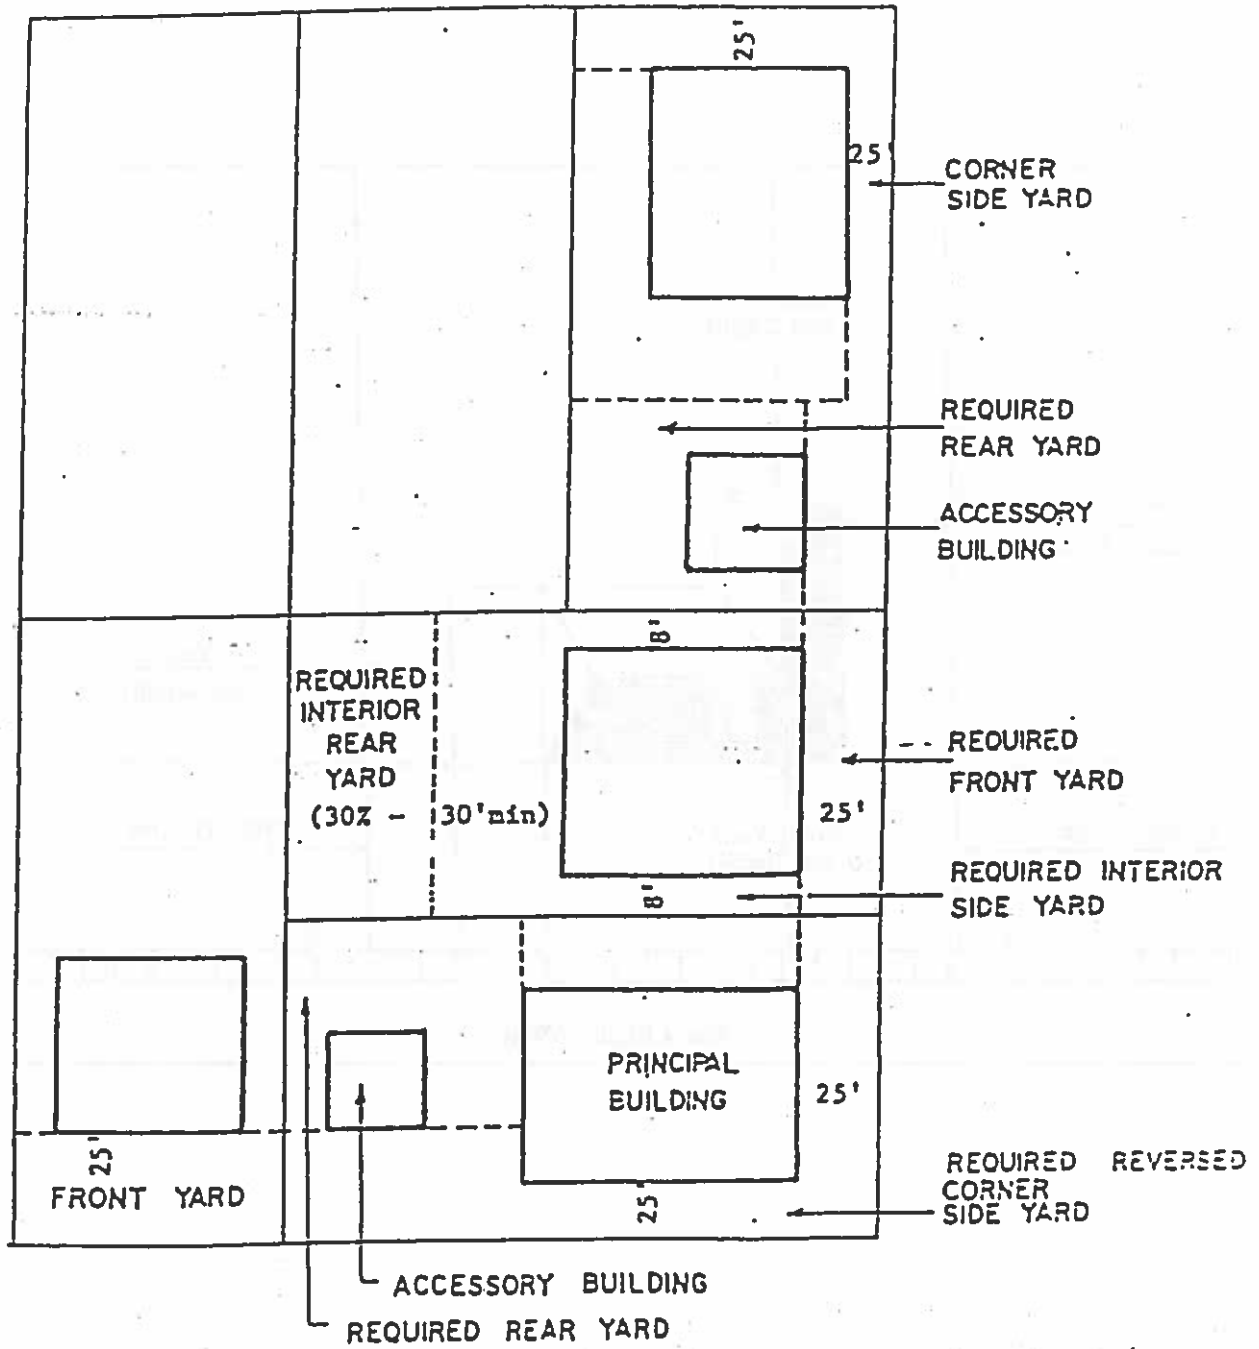 25'
25'
CORNER
SIDE YARD
REQUIRED
REAR YARD
ACCESSORY
BUILDING
8'
REQUIRED
INTERIOR
REAR
YARD
(30% - 30'min)
REQUIRED
FRONT YARD
25'
REQUIRED INTERIOR
SIDE YARD
8'
PRINCIPAL
BUILDING
25'
25'
FRONT YARD
25'
REQUIRED REVERSED
CORNER
SIDE YARD
ACCESSORY BUILDING
REQUIRED REAR YARD